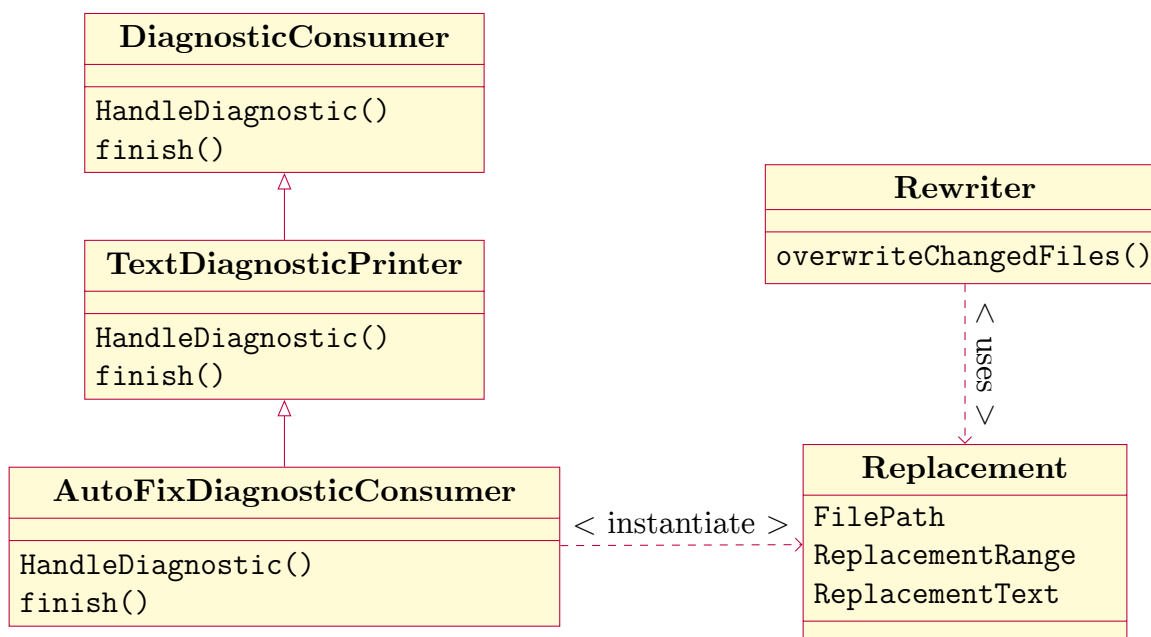 DiagnosticConsumer
HandleDiagnostic()
finish()
TextDiagnosticPrinter
HandleDiagnostic()
finish()
AutoFixDiagnosticConsumer
HandleDiagnostic()
finish()
< instantiate >
Rewriter
overwriteChangedFiles()
< uses >
Replacement
FilePath
ReplacementRange
ReplacementText